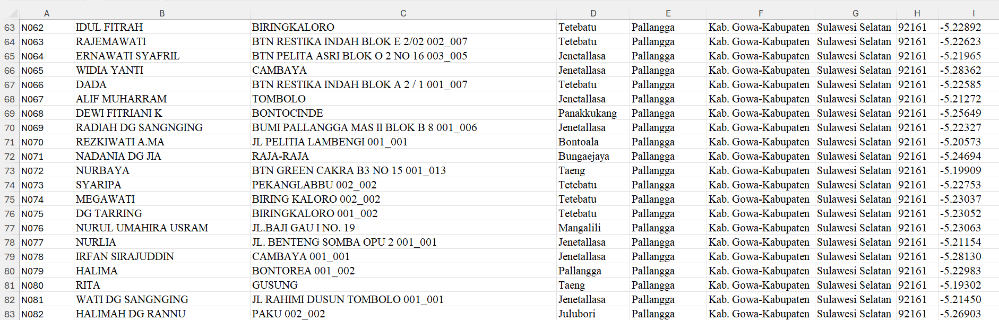 A B C D E F G H I
63 N062 IDUL FITRAH BIRINGKALORO Tetebatu Pallangga Kab. Gowa-Kabupaten Sulawesi Selatan 92161 -5.22892
64 N063 RAJEMAWATI BTN RESTIKA INDAH BLOK E 2/02 002_007 Tetebatu Pallangga Kab. Gowa-Kabupaten Sulawesi Selatan 92161 -5.22623
65 N064 ERNAWATI SYAFRIL BTN PELITA ASRI BLOK O 2 NO 16 003_005 Jenetallasa Pallangga Kab. Gowa-Kabupaten Sulawesi Selatan 92161 -5.21965
66 N065 WIDIA YANTI CAMBAYA Jenetallasa Pallangga Kab. Gowa-Kabupaten Sulawesi Selatan 92161 -5.28362
67 N066 DADA BTN RESTIKA INDAH BLOK A 2 / 1 001_007 Tetebatu Pallangga Kab. Gowa-Kabupaten Sulawesi Selatan 92161 -5.22585
68 N067 ALIF MUHARRAM TOMBOLO Jenetallasa Pallangga Kab. Gowa-Kabupaten Sulawesi Selatan 92161 -5.21272
69 N068 DEWI FITRIANI K BONTOCINDE Panakkukang Pallangga Kab. Gowa-Kabupaten Sulawesi Selatan 92161 -5.25649
70 N069 RADIAH DG SANGNGING BUMI PALLANGGA MAS II BLOK B 8 001_006 Jenetallasa Pallangga Kab. Gowa-Kabupaten Sulawesi Selatan 92161 -5.22327
71 N070 REZKIWATI A.MA JL PELITIA LAMBENGI 001_001 Bontoala Pallangga Kab. Gowa-Kabupaten Sulawesi Selatan 92161 -5.20573
72 N071 NADANIA DG JIA RAJA-RAJA Bungaejaya Pallangga Kab. Gowa-Kabupaten Sulawesi Selatan 92161 -5.24694
73 N072 NURBAYA BTN GREEN CAKRA B3 NO 15 001_013 Taeng Pallangga Kab. Gowa-Kabupaten Sulawesi Selatan 92161 -5.19909
74 N073 SYARIPA PEKANGLABBU 002_002 Tetebatu Pallangga Kab. Gowa-Kabupaten Sulawesi Selatan 92161 -5.22753
75 N074 MEGAWATI BIRING KALORO 002_002 Tetebatu Pallangga Kab. Gowa-Kabupaten Sulawesi Selatan 92161 -5.23037
76 N075 DG TARRING BIRINGKALORO 001_002 Tetebatu Pallangga Kab. Gowa-Kabupaten Sulawesi Selatan 92161 -5.23052
77 N076 NURUL UMAHIRA USRAM JL.BAJI GAU I NO. 19 Mangalili Pallangga Kab. Gowa-Kabupaten Sulawesi Selatan 92161 -5.23063
78 N077 NURLIA JL. BENTENG SOMBA OPU 2 001_001 Jenetallasa Pallangga Kab. Gowa-Kabupaten Sulawesi Selatan 92161 -5.21154
79 N078 IRFAN SIRAJUDDIN CAMBAYA 001_001 Jenetallasa Pallangga Kab. Gowa-Kabupaten Sulawesi Selatan 92161 -5.28130
80 N079 HALIMA BONTOREA 001_002 Pallangga Pallangga Kab. Gowa-Kabupaten Sulawesi Selatan 92161 -5.22983
81 N080 RITA GUSUNG Taeng Pallangga Kab. Gowa-Kabupaten Sulawesi Selatan 92161 -5.19302
82 N081 WATI DG SANGNGING JL RAHIMI DUSUN TOMBOLO 001_001 Jenetallasa Pallangga Kab. Gowa-Kabupaten Sulawesi Selatan 92161 -5.21450
83 N082 HALIMAH DG RANNU PAKU 002_002 Julubori Pallangga Kab. Gowa-Kabupaten Sulawesi Selatan 92161 -5.26903